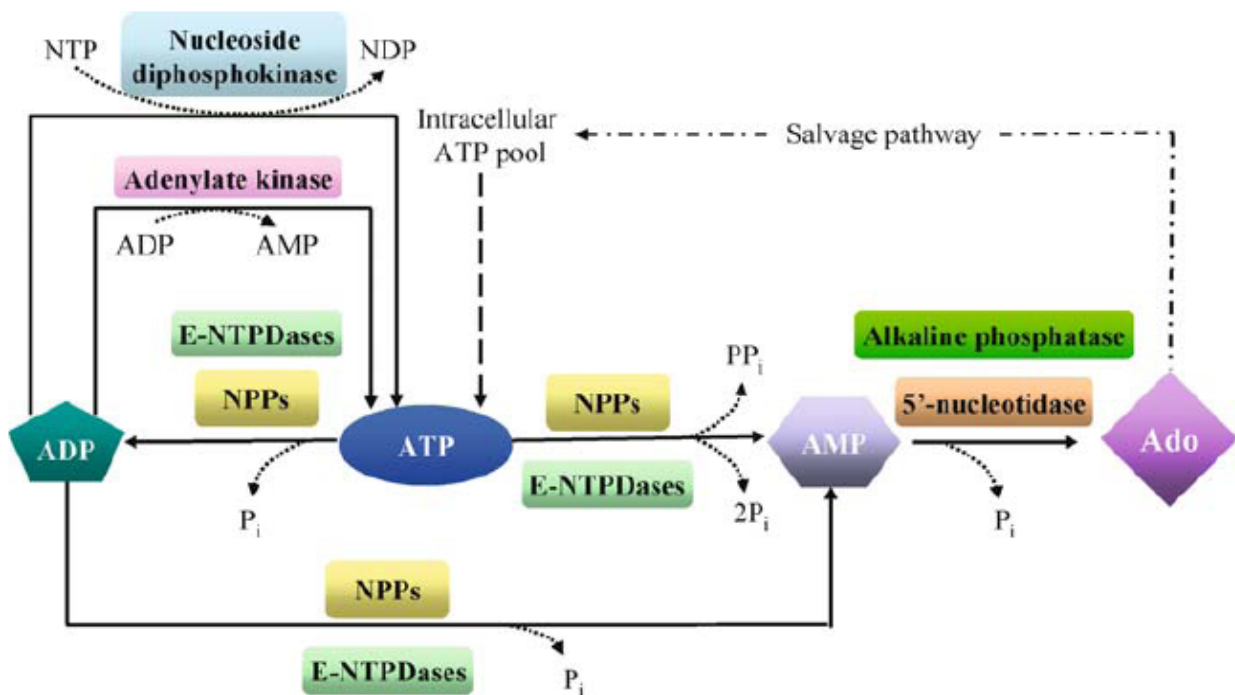 NTP
Nucleoside
diphosphokinase
NDP
Intracellular
ATP pool
Salvage pathway
Adenylate kinase
ADP
AMP
E-NTPDases
Alkaline phosphatase
NPPs
NPPs
PPi
5’-nucleotidase
ADP
ATP
AMP
Ado
E-NTPDases
Pi
2Pi
Pi
NPPs
E-NTPDases
Pi